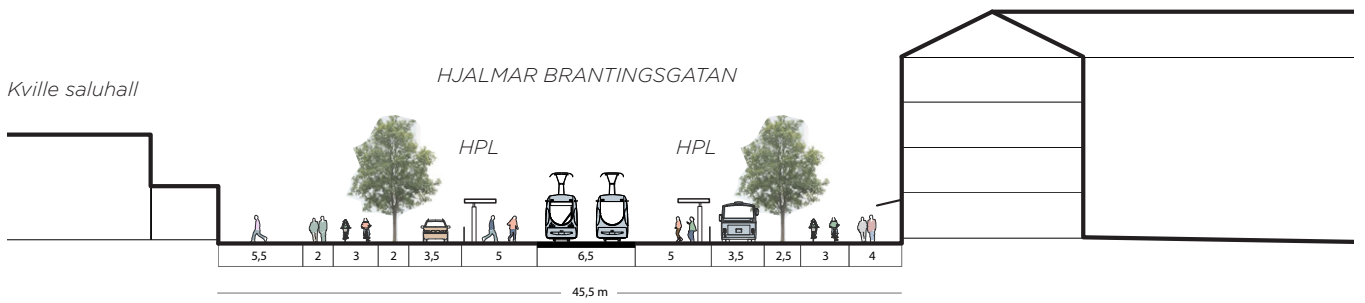 HJALMAR BRANTINGSGATAN
Kville saluhall
HPL HPL
5,5 2 3 2 3,5 5 6,5 5 3,5 2,5 3 4
45,5 m